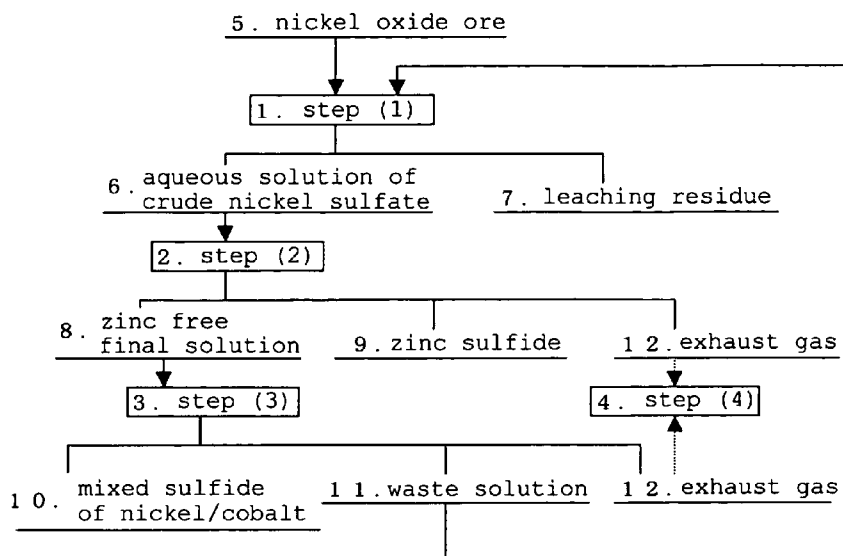 5. nickel oxide ore
1. step (1)
6. aqueous solution of
crude nickel sulfate
7. leaching residue
2. step (2)
8. zinc free
final solution
9. zinc sulfide
12. exhaust gas
3. step (3)
4. step (4)
10. mixed sulfide
of nickel/cobalt
11. waste solution
12. exhaust gas